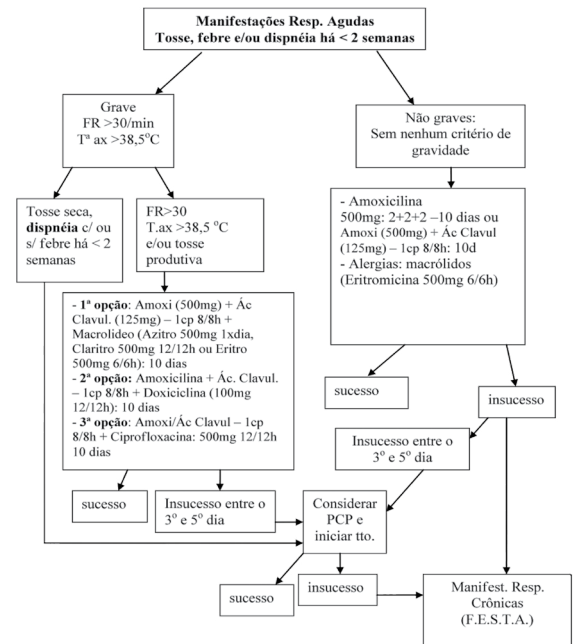 Manifestações Resp. Agudas
Tosse, febre e/ou dispnéia há < 2 semanas
Grave
FR >30/min
Tª ax >38,5ºC
Não graves:
Sem nenhum critério de
gravidade
Tosse seca,
dispnéia c/ ou
s/ febre há < 2
semanas
FR>30
T.ax >38,5 ºC
e/ou tosse
produtiva
- Amoxicilina
500mg: 2+2+2 –10 dias ou
Amoxi (500mg) + Ác Clavul
(125mg) – 1cp 8/8h: 10d
- Alergias: macrólidos
(Eritromicina 500mg 6/6h)
- 1ª opção: Amoxi (500mg) + Ác
Clavul. (125mg) – 1cp 8/8h +
Macrolideo (Azitro 500mg 1xdia,
Claritro 500mg 12/12h ou Eritro
500mg 6/6h): 10 dias
- 2ª opção: Amoxicilina + Ác. Clavul.
– 1cp 8/8h + Doxiciclina (100mg
12/12h): 10 dias
- 3ª opção: Amoxi/Ác Clavul – 1cp
8/8h + Ciprofloxacina: 500mg 12/12h
10 dias
sucesso
insucesso
Insucesso entre o
3º e 5º dia
sucesso
Insucesso entre o
3º e 5º dia
Considerar
PCP e
iniciar tto.
sucesso
insucesso
Manifest. Resp.
Crônicas
(F.E.S.T.A.)